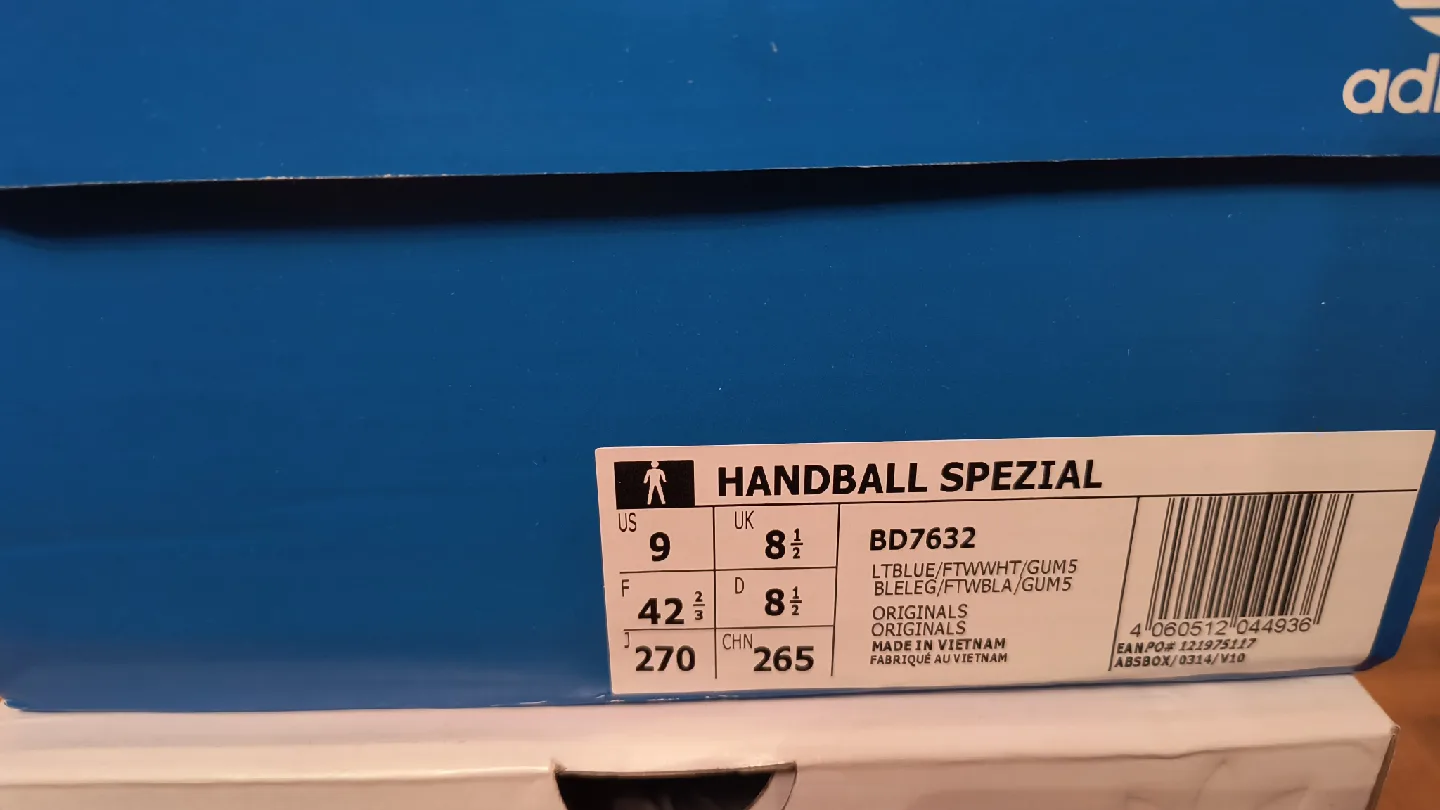 adi
HANDBALL SPEZIAL
US 9 UK 8 1/2
F 42 2/3 D 8 1/2
J 270 CHN 265
BD7632
LTBLUE/FTWWHT/GUM5
BLELEG/FTWBLA/GUM5
ORIGINALS
ORIGINALS
MADE IN VIETNAM
FABRIQUÉ AU VIETNAM
4 060512 044936
EAN PO# 121975117
ABSBOX/0314/V10